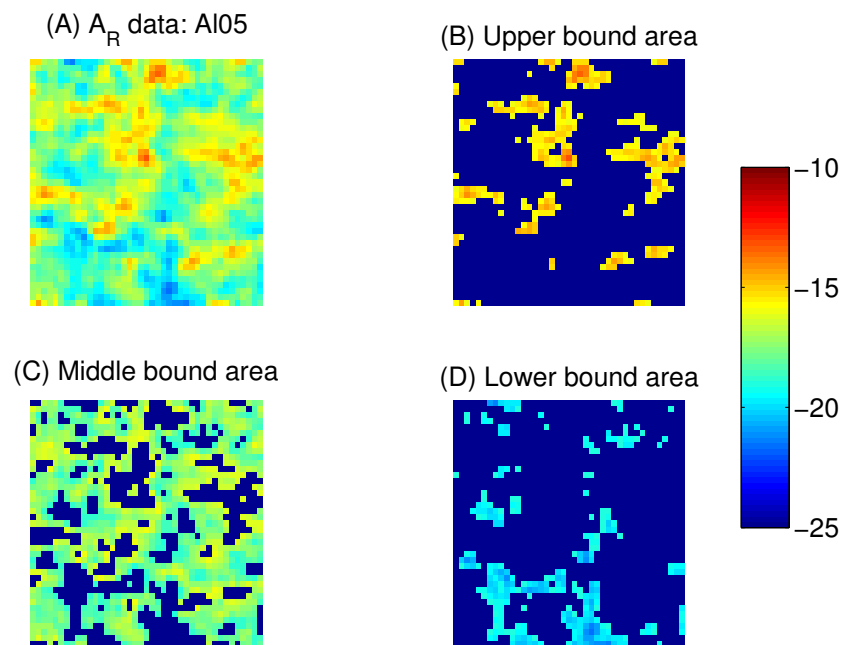 (A) A_R data: Al05
(B) Upper bound area
(C) Middle bound area
(D) Lower bound area
−10
−15
−20
−25